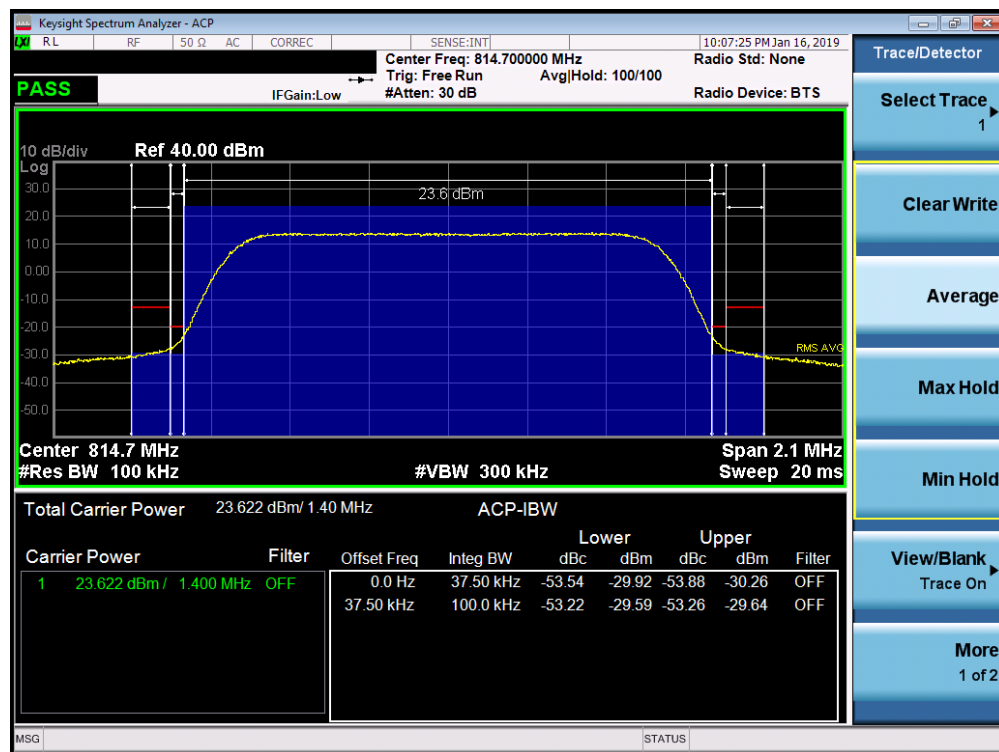 Keysight Spectrum Analyzer - ACP
LXI RL RF 50 Ω AC CORREC SENSE:INT 10:07:25 PM Jan 16, 2019
Center Freq: 814.700000 MHz Radio Std: None
Trig: Free Run Avg|Hold: 100/100
PASS IFGain:Low #Atten: 30 dB Radio Device: BTS
10 dB/div Ref 40.00 dBm
Log
30.0
23.6 dBm
20.0
10.0
0.00
-10.0
-20.0
-30.0
RMS AVG
-40.0
-50.0
Center 814.7 MHz Span 2.1 MHz
#Res BW 100 kHz #VBW 300 kHz Sweep 20 ms
Total Carrier Power 23.622 dBm/ 1.40 MHz ACP-IBW
Lower Upper
Carrier Power Filter Offset Freq Integ BW dBc dBm dBc dBm Filter
1 23.622 dBm / 1.400 MHz OFF 0.0 Hz 37.50 kHz -53.54 -29.92 -53.88 -30.26 OFF
37.50 kHz 100.0 kHz -53.22 -29.59 -53.26 -29.64 OFF
MSG STATUS
Trace/Detector
Select Trace
1
Clear Write
Average
Max Hold
Min Hold
View/Blank
Trace On
More
1 of 2